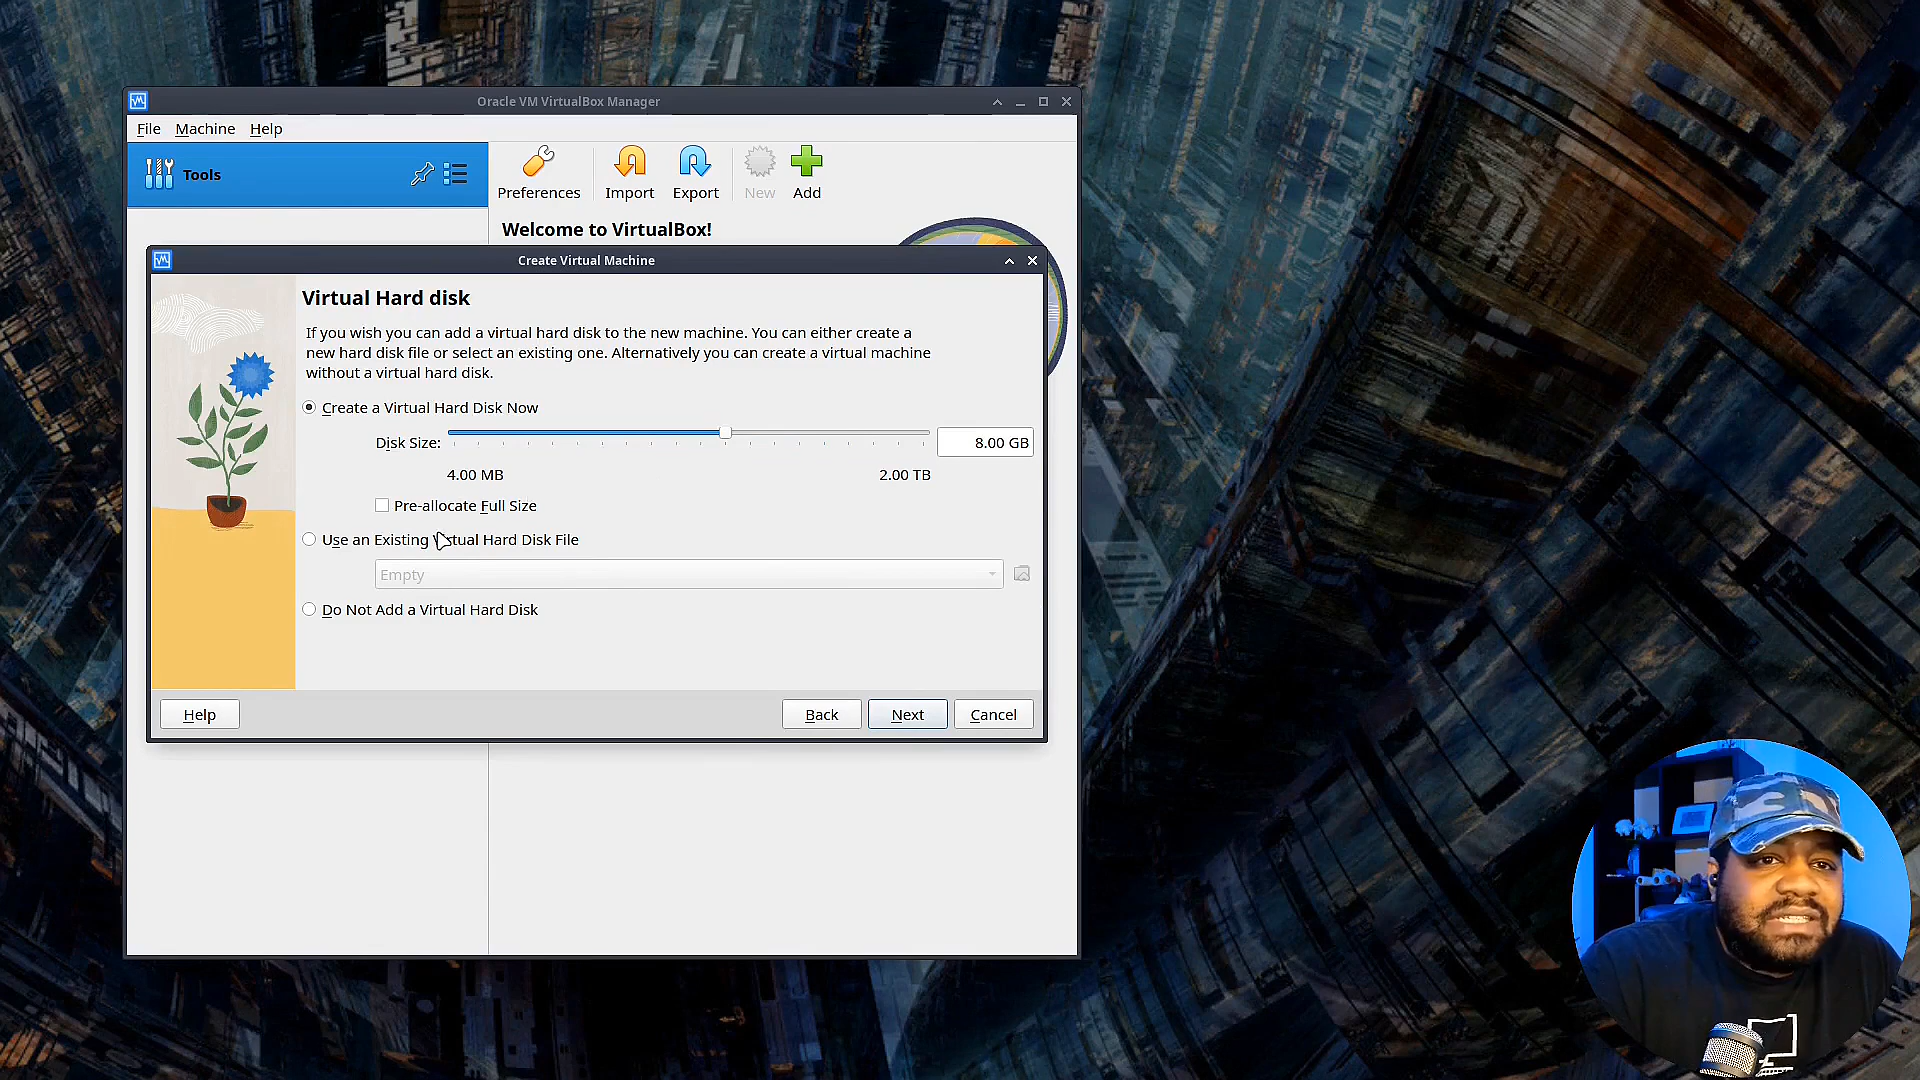 Oracle VM VirtualBox Manager
File Machine Help
Tools
Preferences Import Export New Add
Welcome to VirtualBox!
Create Virtual Machine
Virtual Hard disk
If you wish you can add a virtual hard disk to the new machine. You can either create a
new hard disk file or select an existing one. Alternatively you can create a virtual machine
without a virtual hard disk.
Create a Virtual Hard Disk Now
Disk Size: 8.00 GB
4.00 MB 2.00 TB
Pre-allocate Full Size
Use an Existing Virtual Hard Disk File
Empty
Do Not Add a Virtual Hard Disk
Help Back Next Cancel